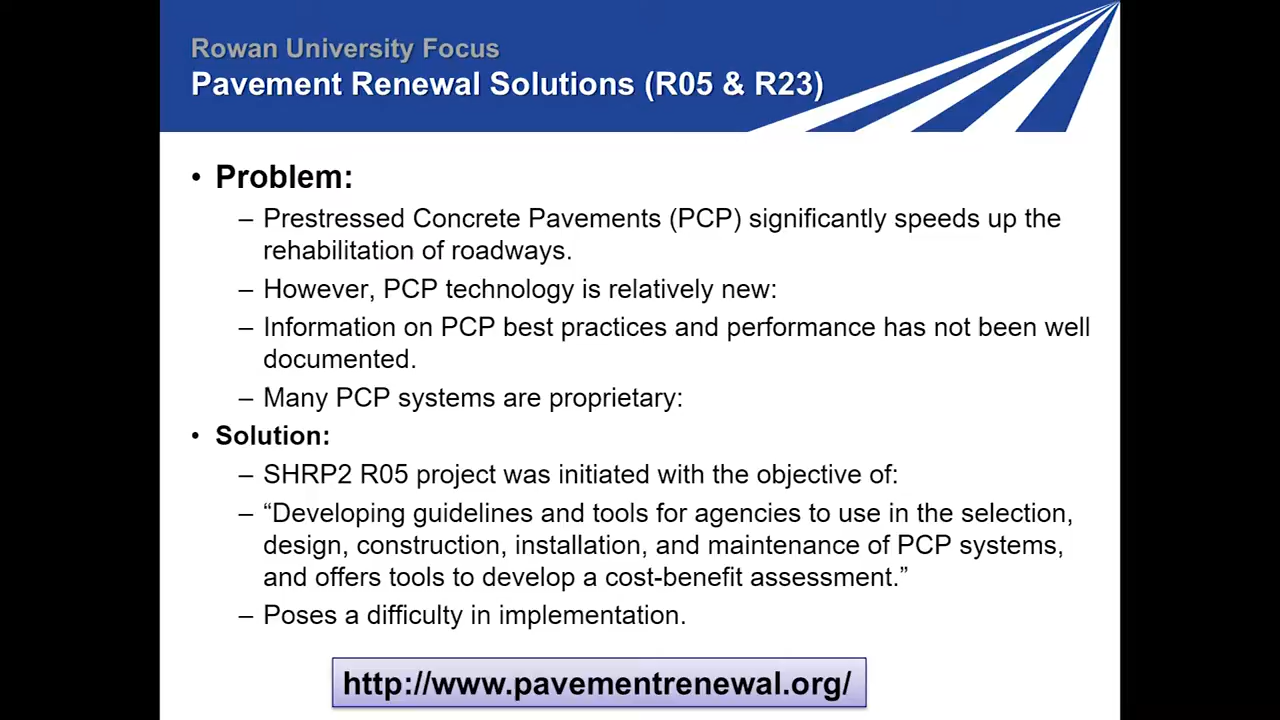 Rowan University Focus
Pavement Renewal Solutions (R05 & R23)
• Problem:
– Prestressed Concrete Pavements (PCP) significantly speeds up the
rehabilitation of roadways.
– However, PCP technology is relatively new:
– Information on PCP best practices and performance has not been well
documented.
– Many PCP systems are proprietary:
• Solution:
– SHRP2 R05 project was initiated with the objective of:
– “Developing guidelines and tools for agencies to use in the selection,
design, construction, installation, and maintenance of PCP systems,
and offers tools to develop a cost-benefit assessment.”
– Poses a difficulty in implementation.
http://www.pavementrenewal.org/